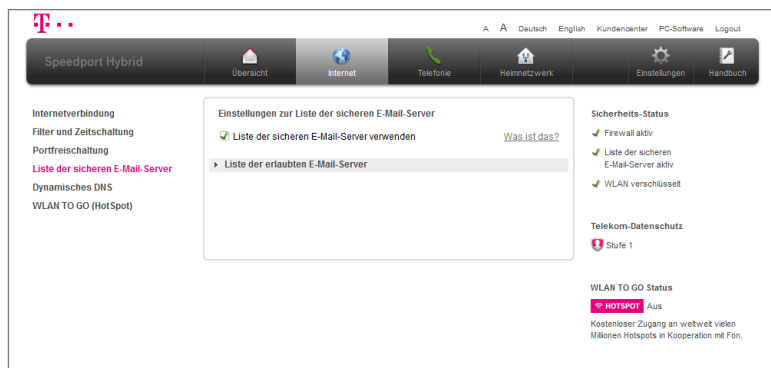 T
A A Deutsch English Kundencenter PC-Software Logout
Speedport Hybrid
Übersicht Internet Telefonie Heimnetzwerk Einstellungen Handbuch
Internetverbindung
Filter und Zeitschaltung
Portfreischaltung
Liste der sicheren E-Mail-Server
Dynamisches DNS
WLAN TO GO (HotSpot)
Einstellungen zur Liste der sicheren E-Mail-Server
Liste der sicheren E-Mail-Server verwenden Was ist das?
Liste der erlaubten E-Mail-Server
Sicherheits-Status
Firewall aktiv
Liste der sicheren
E-Mail-Server aktiv
WLAN verschlüsselt
Telekom-Datenschutz
Stufe 1
WLAN TO GO Status
HOTSPOT Aus
Kostenloser Zugang an weltweit vielen
Millionen Hotspots in Kooperation mit Fon.